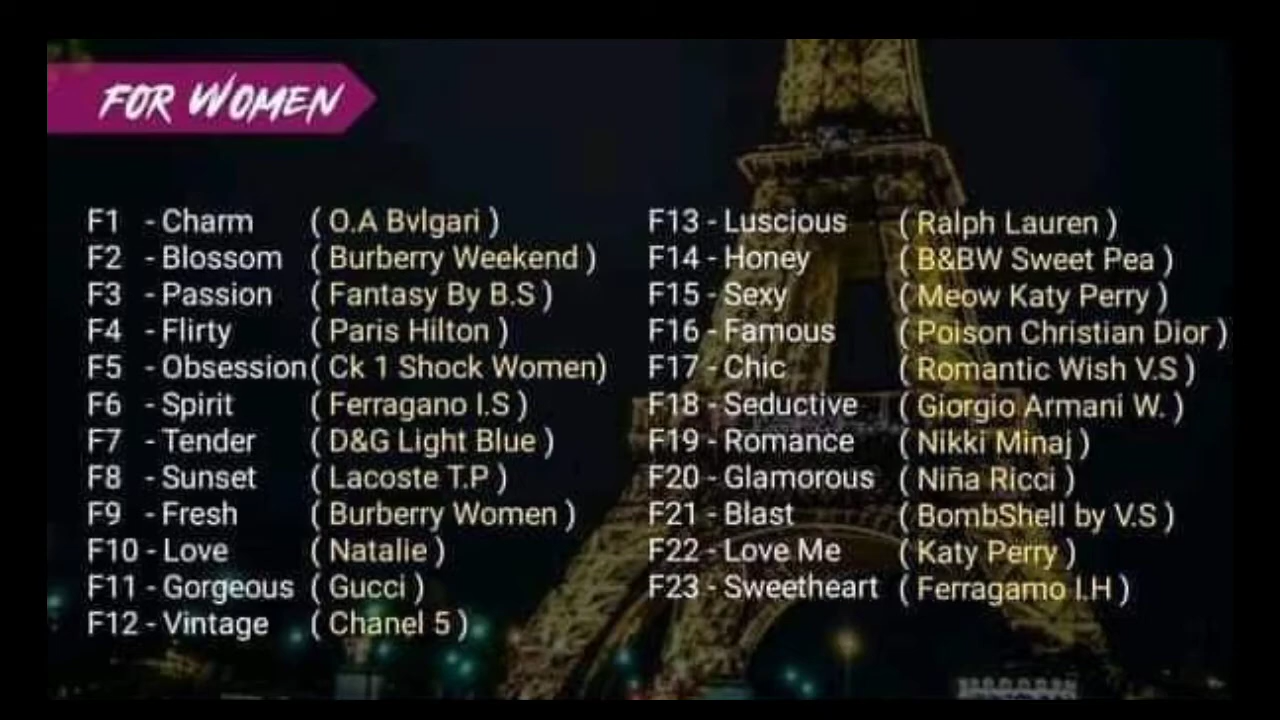 FOR WOMEN
F1 - Charm ( O.A Bvlgari )
F2 - Blossom ( Burberry Weekend )
F3 - Passion ( Fantasy By B.S )
F4 - Flirty ( Paris Hilton )
F5 - Obsession( Ck 1 Shock Women)
F6 - Spirit ( Ferragano I.S )
F7 - Tender ( D&G Light Blue )
F8 - Sunset ( Lacoste T.P )
F9 - Fresh ( Burberry Women )
F10 - Love ( Natalie )
F11 - Gorgeous ( Gucci )
F12 - Vintage ( Chanel 5 )
F13 - Luscious ( Ralph Lauren )
F14 - Honey ( B&BW Sweet Pea )
F15 - Sexy ( Meow Katy Perry )
F16 - Famous ( Poison Christian Dior )
F17 - Chic ( Romantic Wish V.S )
F18 - Seductive ( Giorgio Armani W. )
F19 - Romance ( Nikki Minaj )
F20 - Glamorous ( Niña Ricci )
F21 - Blast ( BombShell by V.S )
F22 - Love Me ( Katy Perry )
F23 - Sweetheart ( Ferragamo I.H )